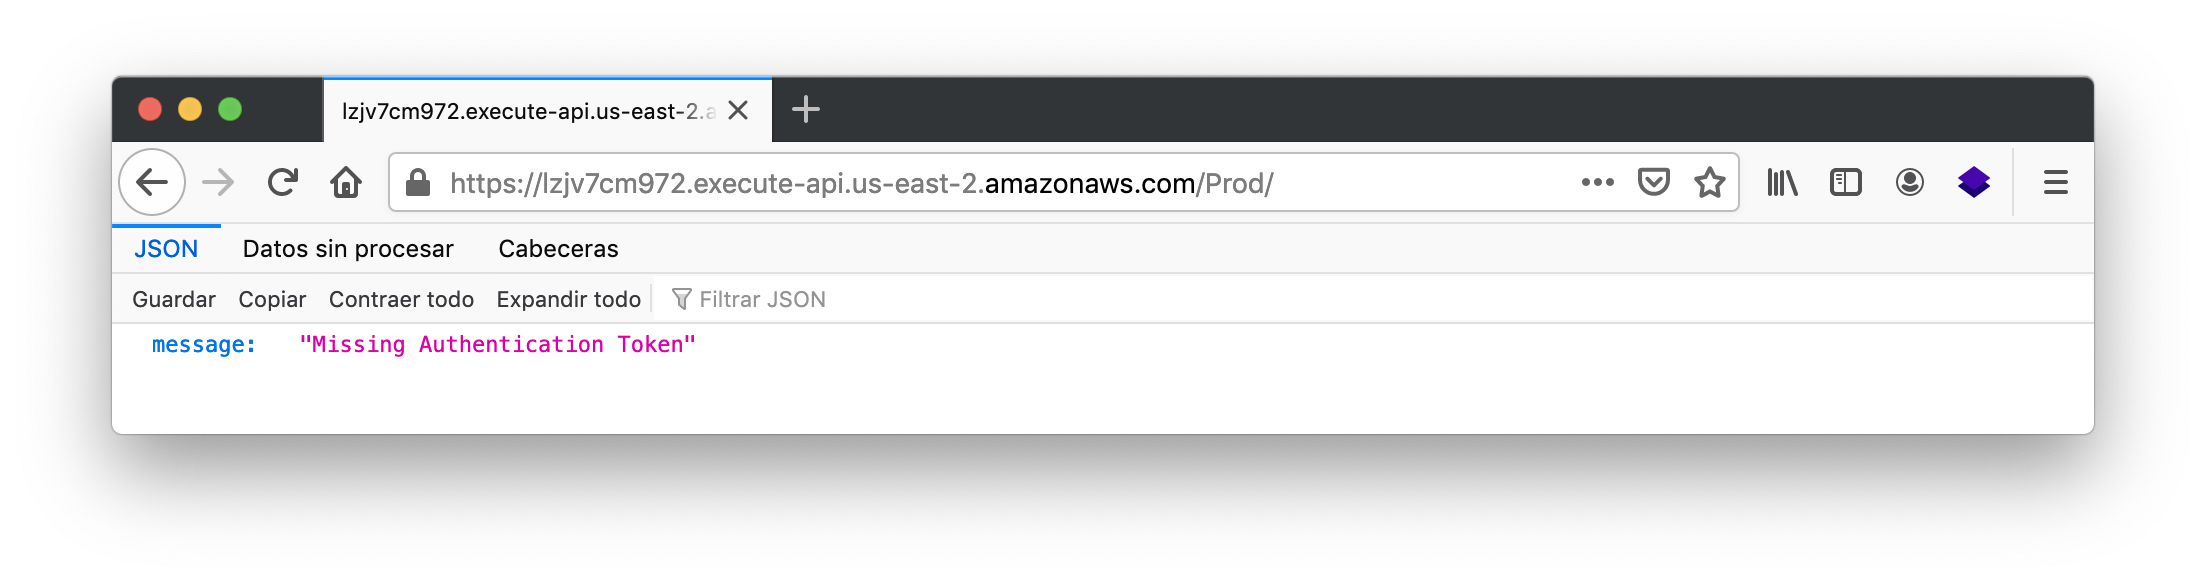 lzjv7cm972.execute-api.us-east-2.a
https://lzjv7cm972.execute-api.us-east-2.amazonaws.com/Prod/
JSON Datos sin procesar Cabeceras
Guardar Copiar Contraer todo Expandir todo Filtrar JSON
message: "Missing Authentication Token"